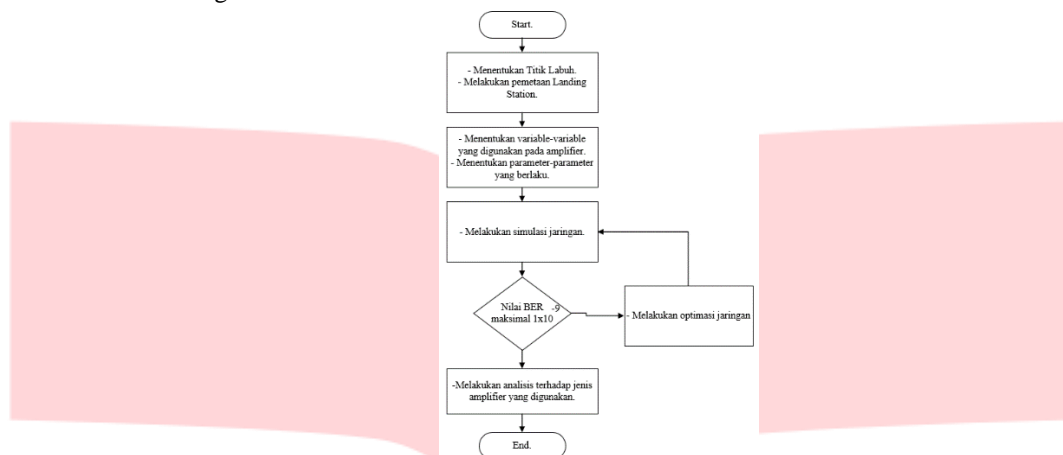 Start.
- Menentukan Titik Labuh.
- Melakukan pemetaan Landing
Station.
- Menentukan variable-variable
yang digunakan pada amplifier.
- Menentukan parameter-parameter
yang berlaku.
- Melakukan simulasi jaringan.
Nilai BER -9
maksimal 1x10
- Melakukan optimasi jaringan
-Melakukan analisis terhadap jenis
amplifier yang digunakan.
End.